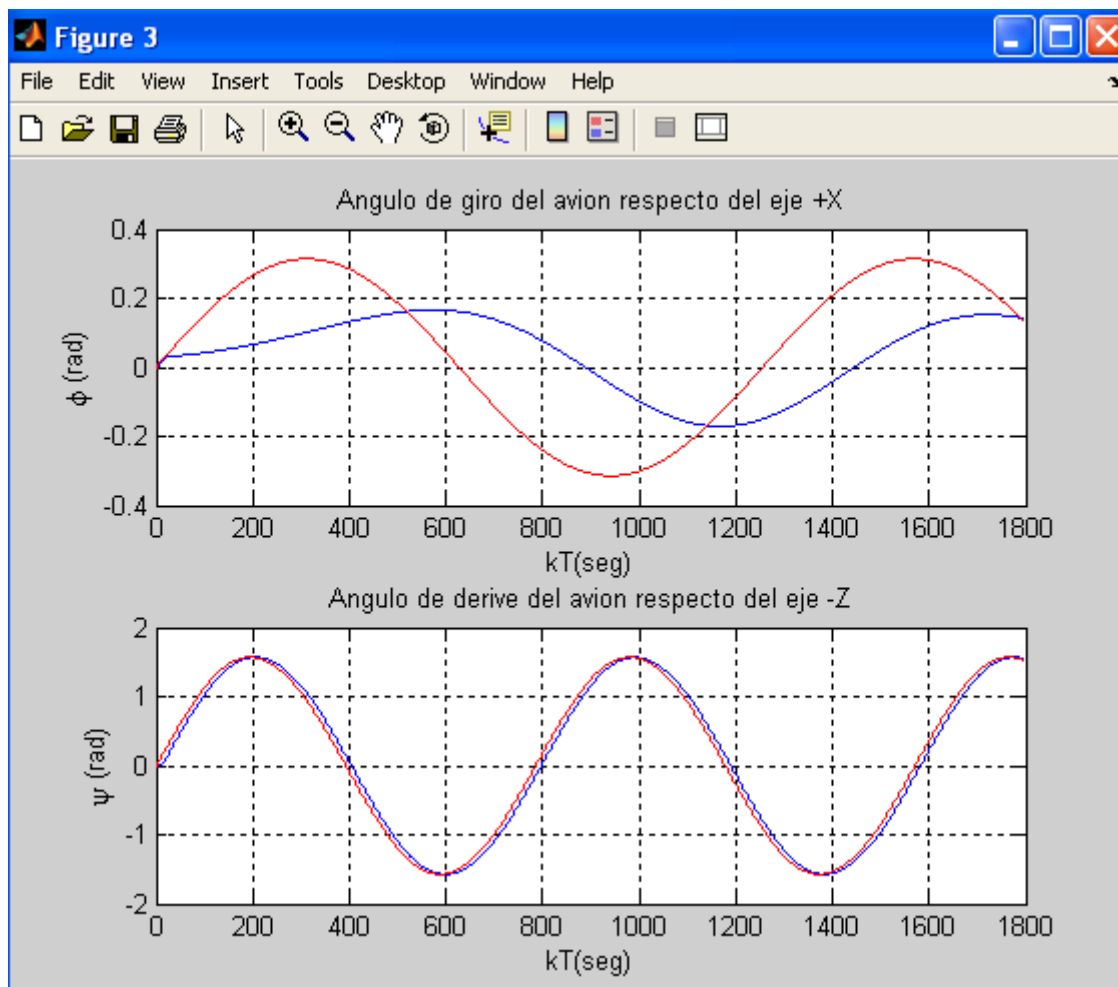 Figure 3
File Edit View Insert Tools Desktop Window Help
Angulo de giro del avion respecto del eje +X
0.4
0.2
0
-0.2
-0.4
ϕ (rad)
0 200 400 600 800 1000 1200 1400 1600 1800
kT(seg)
Angulo de derive del avion respecto del eje -Z
2
1
0
-1
-2
ψ (rad)
0 200 400 600 800 1000 1200 1400 1600 1800
kT(seg)